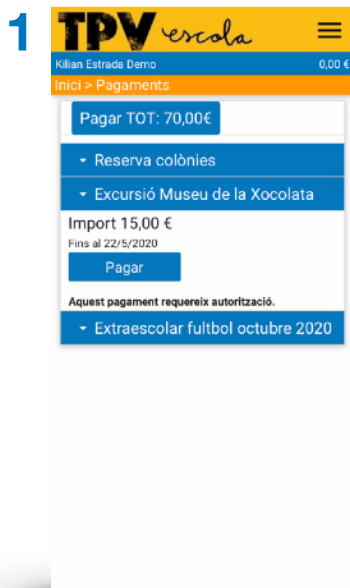 1
TPV escola
Kilian Estrada Demo 0,00 €
Inici > Pagaments
Pagar TOT: 70,00€
Reserva colònies
Excursió Museu de la Xocolata
Import 15,00 €
Fins al 22/5/2020
Pagar
Aquest pagament requereix autorització.
Extraescolar fultbol octubre 2020